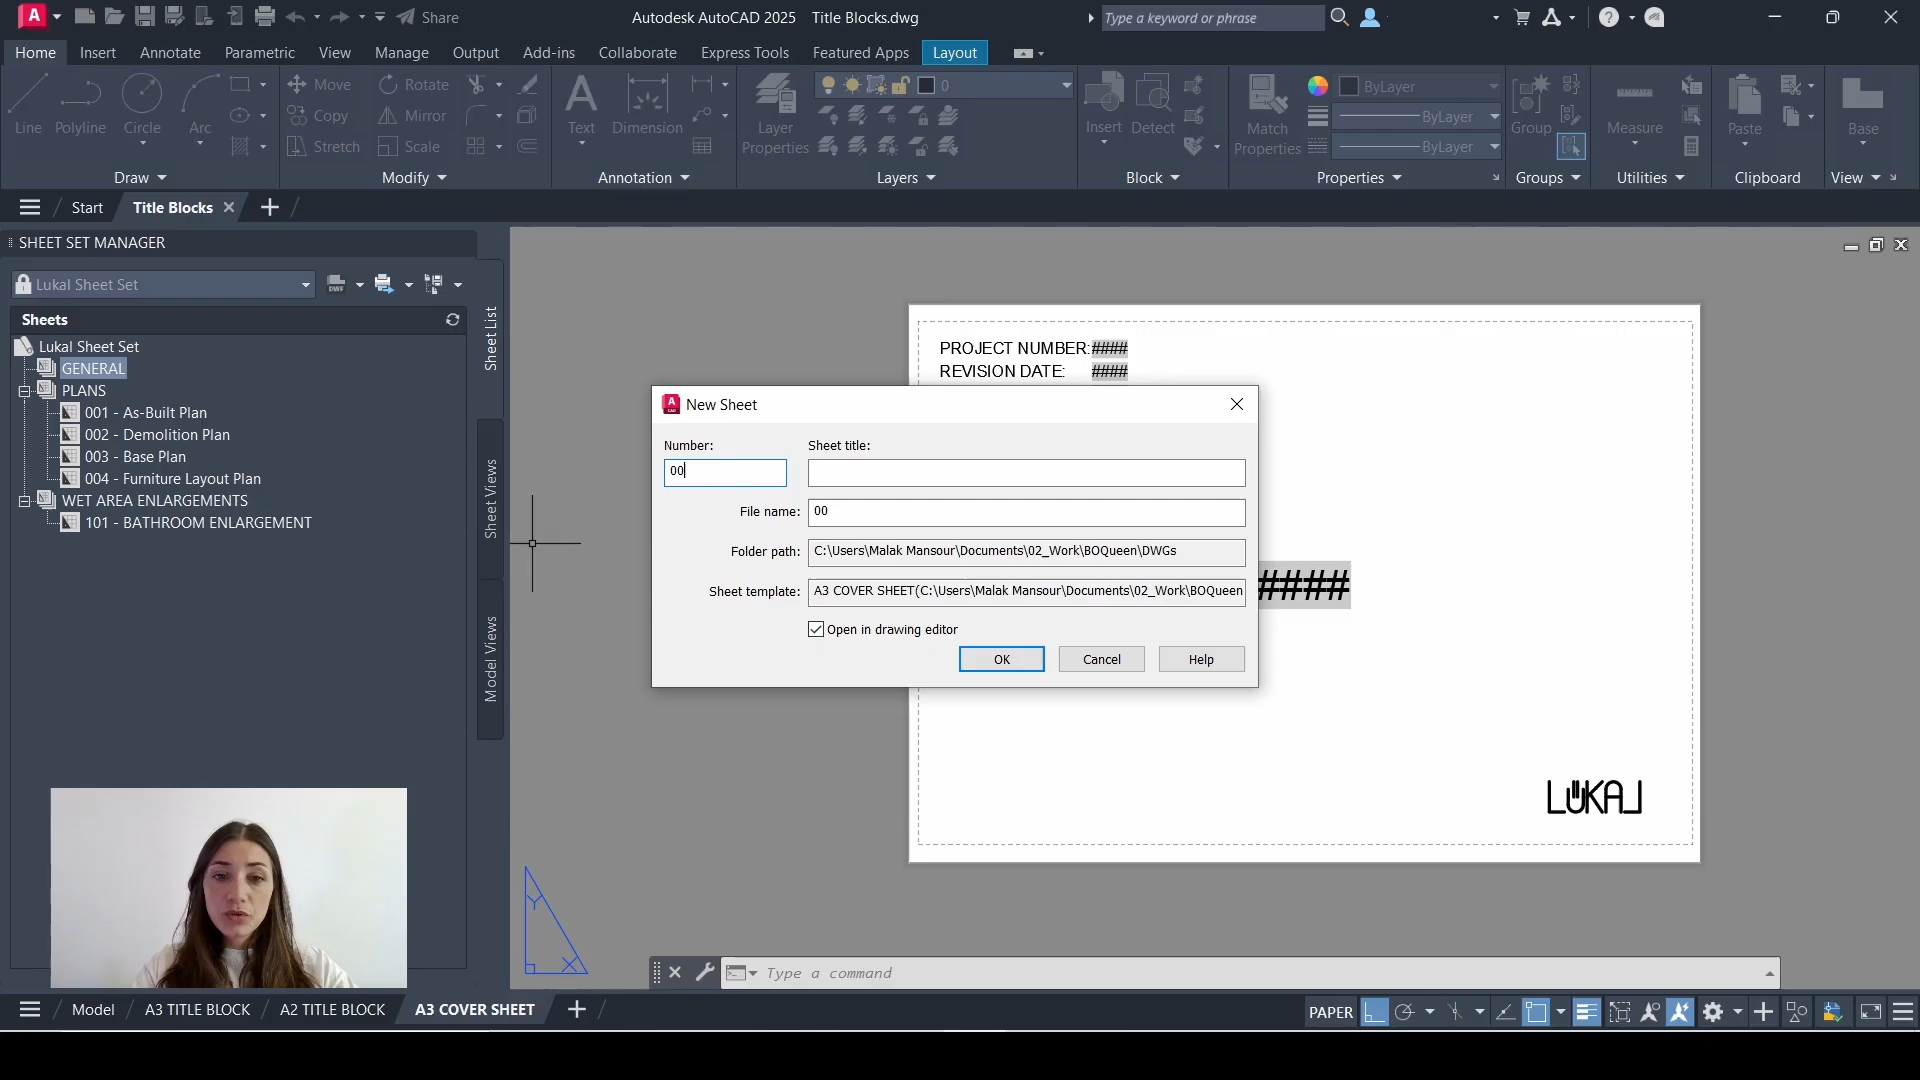 Share
Autodesk AutoCAD 2025 Title Blocks.dwg
Type a keyword or phrase
Home Insert Annotate Parametric View Manage Output Add-ins Collaborate Express Tools Featured Apps Layout
Line Polyline Circle Arc
Move Rotate
Copy Mirror
Stretch Scale
Text Dimension
Layer Properties
0
Insert Detect
Match Properties
ByLayer
ByLayer
ByLayer
Group Measure Paste Base
Draw Modify Annotation Layers Block Properties Groups Utilities Clipboard View
Start Title Blocks
SHEET SET MANAGER
Lukal Sheet Set
DWF
Sheets
Lukal Sheet Set
GENERAL
PLANS
001 - As-Built Plan
002 - Demolition Plan
003 - Base Plan
004 - Furniture Layout Plan
WET AREA ENLARGEMENTS
101 - BATHROOM ENLARGEMENT
Sheet List
Sheet Views
Model Views
PROJECT NUMBER:####
REVISION DATE: ####
####
LUKAL
New Sheet
Number: Sheet title:
00
File name: 00
Folder path: C:\Users\Malak Mansour\Documents\02_Work\BOQueen\DWGs
Sheet template: A3 COVER SHEET(C:\Users\Malak Mansour\Documents\02_Work\BOQueen
Open in drawing editor
OK Cancel Help
Y
X
Type a command
Model A3 TITLE BLOCK A2 TITLE BLOCK A3 COVER SHEET
PAPER